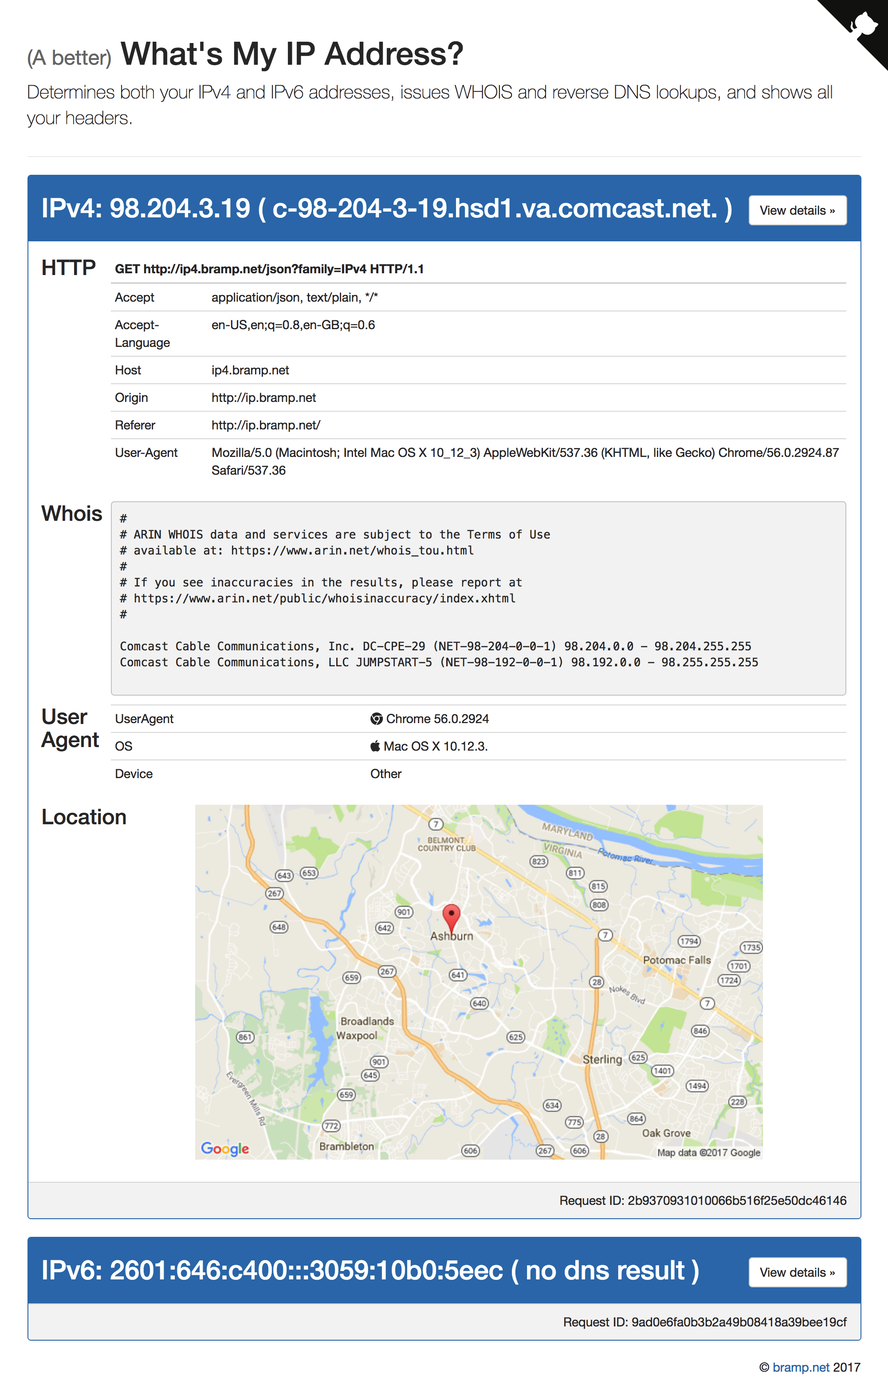 (A better) What's My IP Address?
Determines both your IPv4 and IPv6 addresses, issues WHOIS and reverse DNS lookups, and shows all
your headers.
IPv4: 98.204.3.19 ( c-98-204-3-19.hsd1.va.comcast.net. )
View details »
HTTP
GET http://ip4.bramp.net/json?family=IPv4 HTTP/1.1
Accept application/json, text/plain, */*
Accept-
Language
en-US,en;q=0.8,en-GB;q=0.6
Host ip4.bramp.net
Origin http://ip.bramp.net
Referer http://ip.bramp.net/
User-Agent Mozilla/5.0 (Macintosh; Intel Mac OS X 10_12_3) AppleWebKit/537.36 (KHTML, like Gecko) Chrome/56.0.2924.87
Safari/537.36
Whois
#
# ARIN WHOIS data and services are subject to the Terms of Use
# available at: https://www.arin.net/whois_tou.html
#
# If you see inaccuracies in the results, please report at
# https://www.arin.net/public/whoisinaccuracy/index.xhtml
#
Comcast Cable Communications, Inc. DC-CPE-29 (NET-98-204-0-0-1) 98.204.0.0 - 98.204.255.255
Comcast Cable Communications, LLC JUMPSTART-5 (NET-98-192-0-0-1) 98.192.0.0 - 98.255.255.255
User
Agent
UserAgent Chrome 56.0.2924
OS Mac OS X 10.12.3.
Device Other
Location
7
MARYLAND
BELMONT
COUNTRY CLUB
VIRGINIA
Potomac River
823
643
653
811
267
815
808
901
648
642
Ashburn
7
1794
1735
Potomac Falls
1701
659
267
641
28
1724
Nokes Blvd
640
7
Broadlands
846
861
Waxpool
625
901
Sterling
625
645
1401
Evergreen Mills Rd
1494
659
634
228
772
775
864
28
Oak Grove
Brambleton
606
267
606
Google
Map data ©2017 Google
Request ID: 2b9370931010066b516f25e50dc46146
IPv6: 2601:646:c400:::3059:10b0:5eec ( no dns result )
View details »
Request ID: 9ad0e6fa0b3b2a49b08418a39bee19cf
© bramp.net 2017